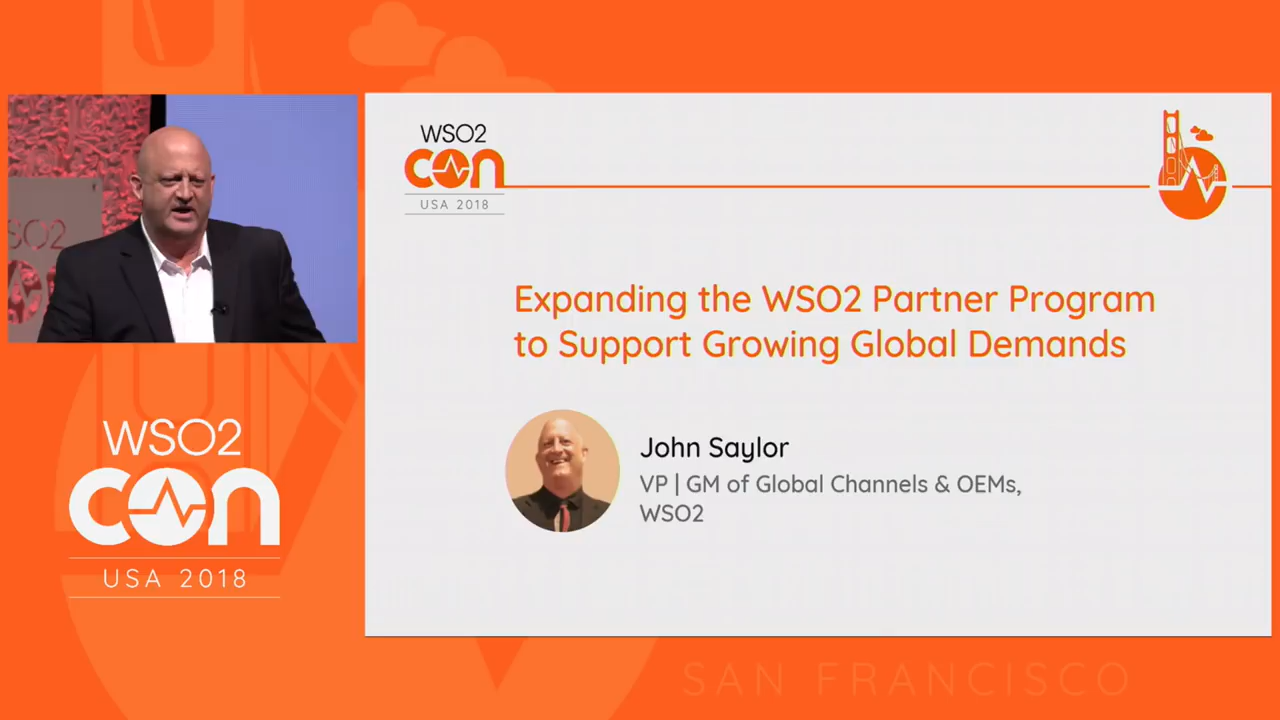 SO2
WSO2
con
USA 2018
WSO2
con
USA 2018
Expanding the WSO2 Partner Program
to Support Growing Global Demands
John Saylor
VP | GM of Global Channels & OEMs,
WSO2
SAN FRANCISCO